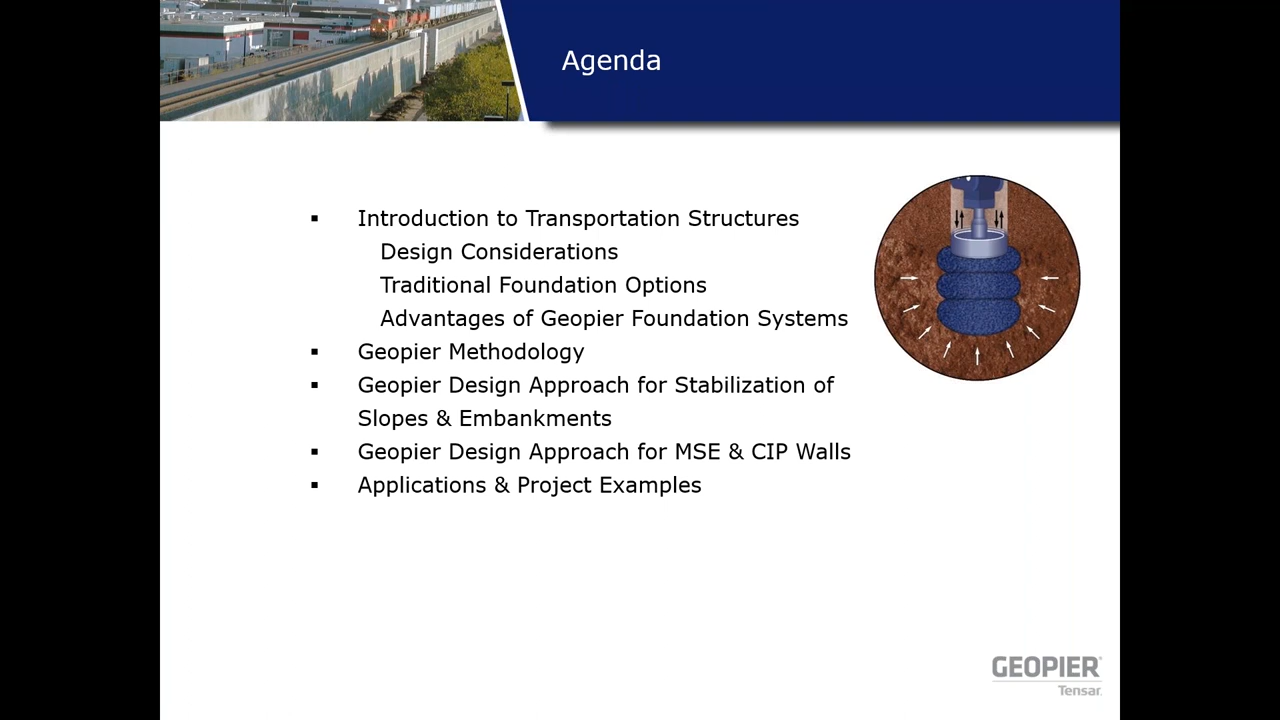 Agenda
▪ Introduction to Transportation Structures
Design Considerations
Traditional Foundation Options
Advantages of Geopier Foundation Systems
▪ Geopier Methodology
▪ Geopier Design Approach for Stabilization of
Slopes & Embankments
▪ Geopier Design Approach for MSE & CIP Walls
▪ Applications & Project Examples
GEOPIER®
Tensar